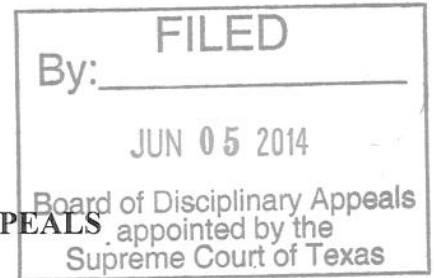 FILED
By:
JUN 05 2014
Board of Disciplinary Appeals
PEALS appointed by the
Supreme Court of Texas